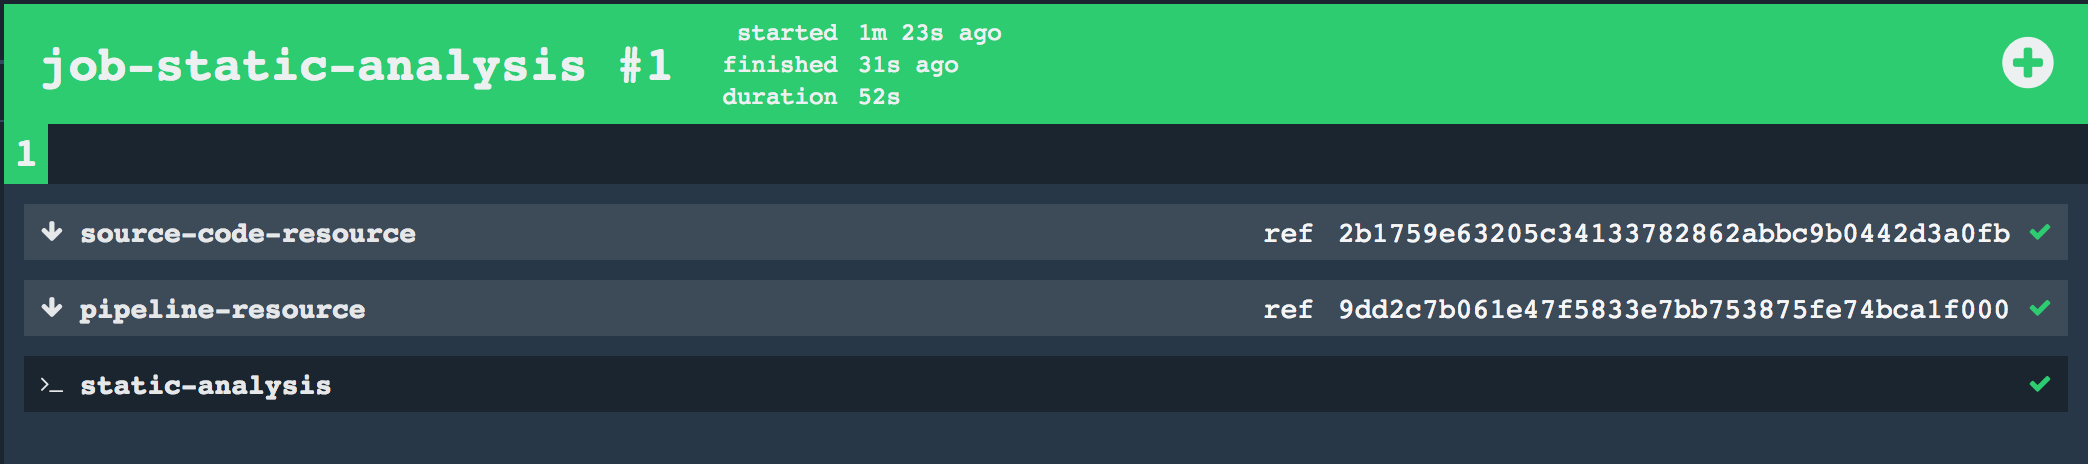 job-static-analysis #1
started 1m 23s ago
finished 31s ago
duration 52s
1
source-code-resource ref 2b1759e63205c34133782862abbc9b0442d3a0fb
pipeline-resource ref 9dd2c7b061e47f5833e7bb753875fe74bca1f000
>_ static-analysis